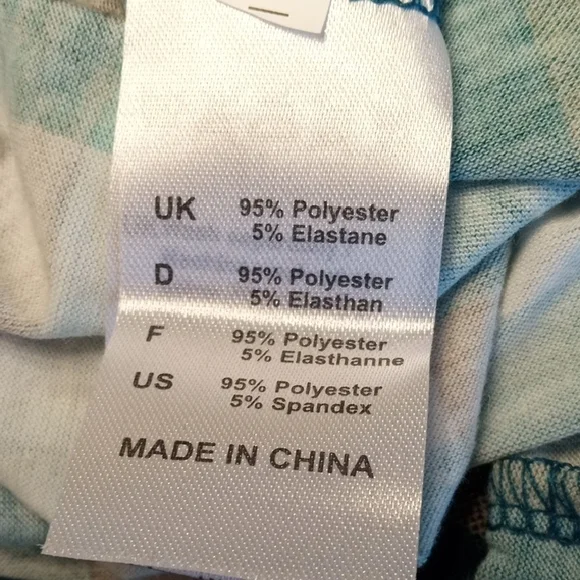 UK 95% Polyester
5% Elastane
D 95% Polyester
5% Elasthan
F 95% Polyester
5% Elasthanne
US 95% Polyester
5% Spandex
MADE IN CHINA